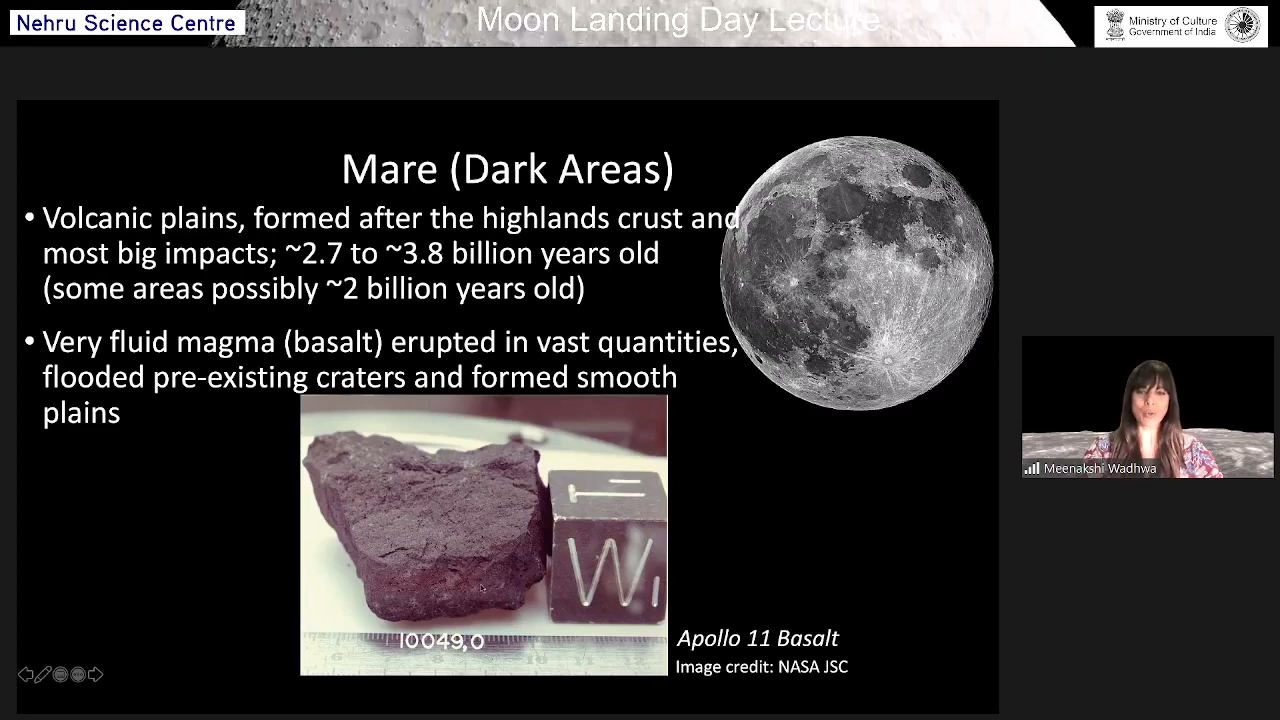 Nehru Science Centre
Moon Landing Day Lecture
Ministry of Culture
Government of India
Mare (Dark Areas)
• Volcanic plains, formed after the highlands crust and
most big impacts; ~2.7 to ~3.8 billion years old
(some areas possibly ~2 billion years old)
• Very fluid magma (basalt) erupted in vast quantities,
flooded pre-existing craters and formed smooth
plains
Meenakshi Wadhwa
T
W
10049,0
Apollo 11 Basalt
Image credit: NASA JSC